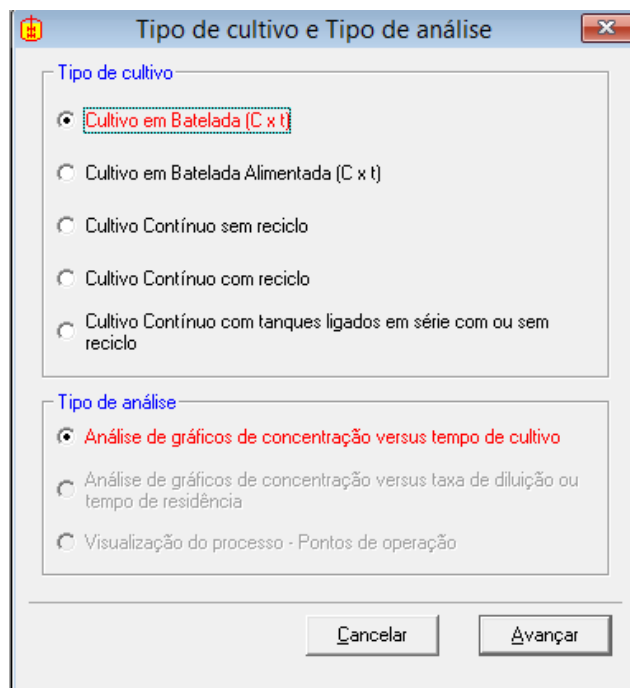 Tipo de cultivo e Tipo de análise
Tipo de cultivo
Cultivo em Batelada (C x t)
Cultivo em Batelada Alimentada (C x t)
Cultivo Contínuo sem reciclo
Cultivo Contínuo com reciclo
Cultivo Contínuo com tanques ligados em série com ou sem
reciclo
Tipo de análise
Análise de gráficos de concentração versus tempo de cultivo
Análise de gráficos de concentração versus taxa de diluição ou
tempo de residência
Visualização do processo - Pontos de operação
Cancelar
Avançar